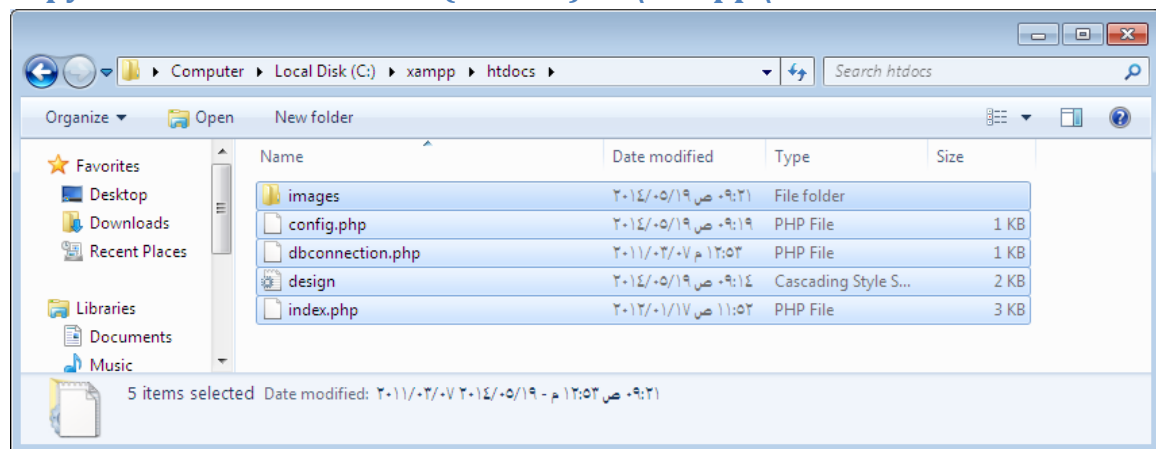 Computer ▸ Local Disk (C:) ▸ xampp ▸ htdocs ▸ Search htdocs
Organize ▾ Open New folder
Favorites
Desktop
Downloads
Recent Places
Libraries
Documents
Music
Name Date modified Type Size
images ٢٠١٤/٠٥/١٩ ص ٠٩:٢١ File folder
config.php ٢٠١٤/٠٥/١٩ ص ٠٩:١٩ PHP File 1 KB
dbconnection.php ٢٠١١/٠٣/٠٧ م ١٢:٥٣ PHP File 1 KB
design ٢٠١٤/٠٥/١٩ ص ٠٩:١٤ Cascading Style S... 2 KB
index.php ٢٠١٢/٠١/١٧ ص ١١:٥٢ PHP File 3 KB
5 items selected Date modified: ٢٠١١/٠٣/٠٧ ٢٠١٤/٠٥/١٩ - م ١٢:٥٣ ص ٠٩:٢١